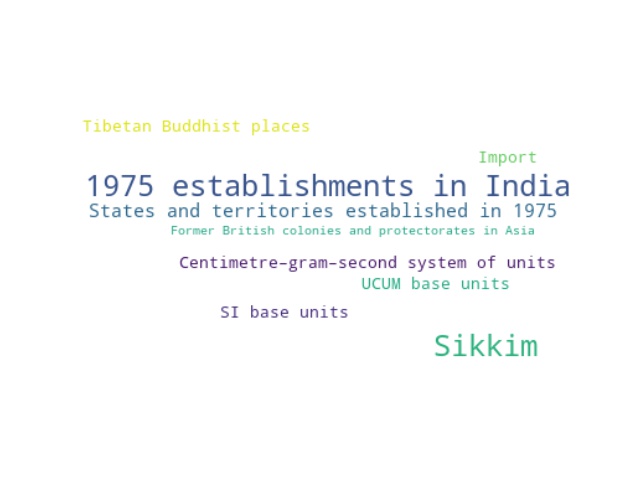 Tibetan Buddhist places
Import
1975 establishments in India
States and territories established in 1975
Former British colonies and protectorates in Asia
Centimetre–gram–second system of units
UCUM base units
SI base units
Sikkim